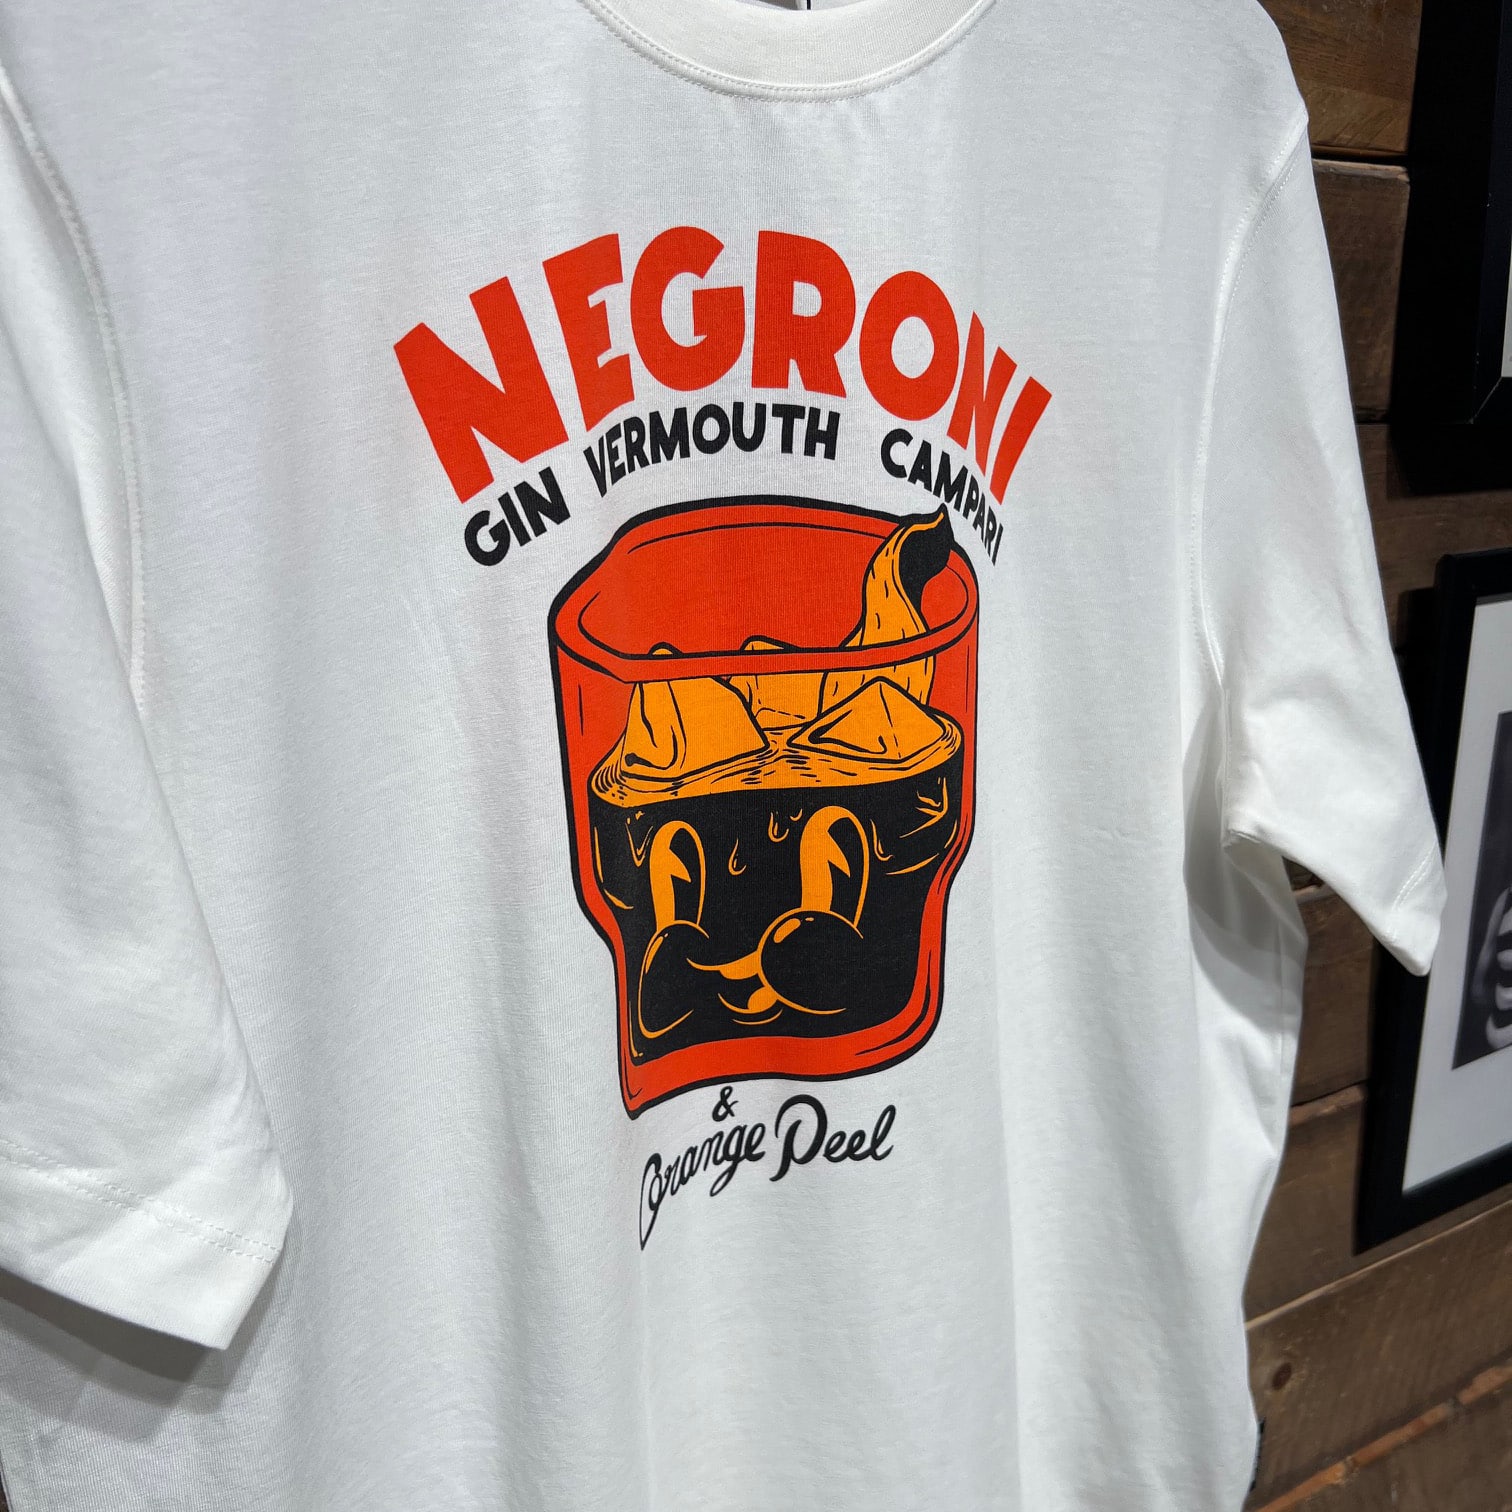 NEGRONI
GIN VERMOUTH CAMPARI
&
Orange Peel